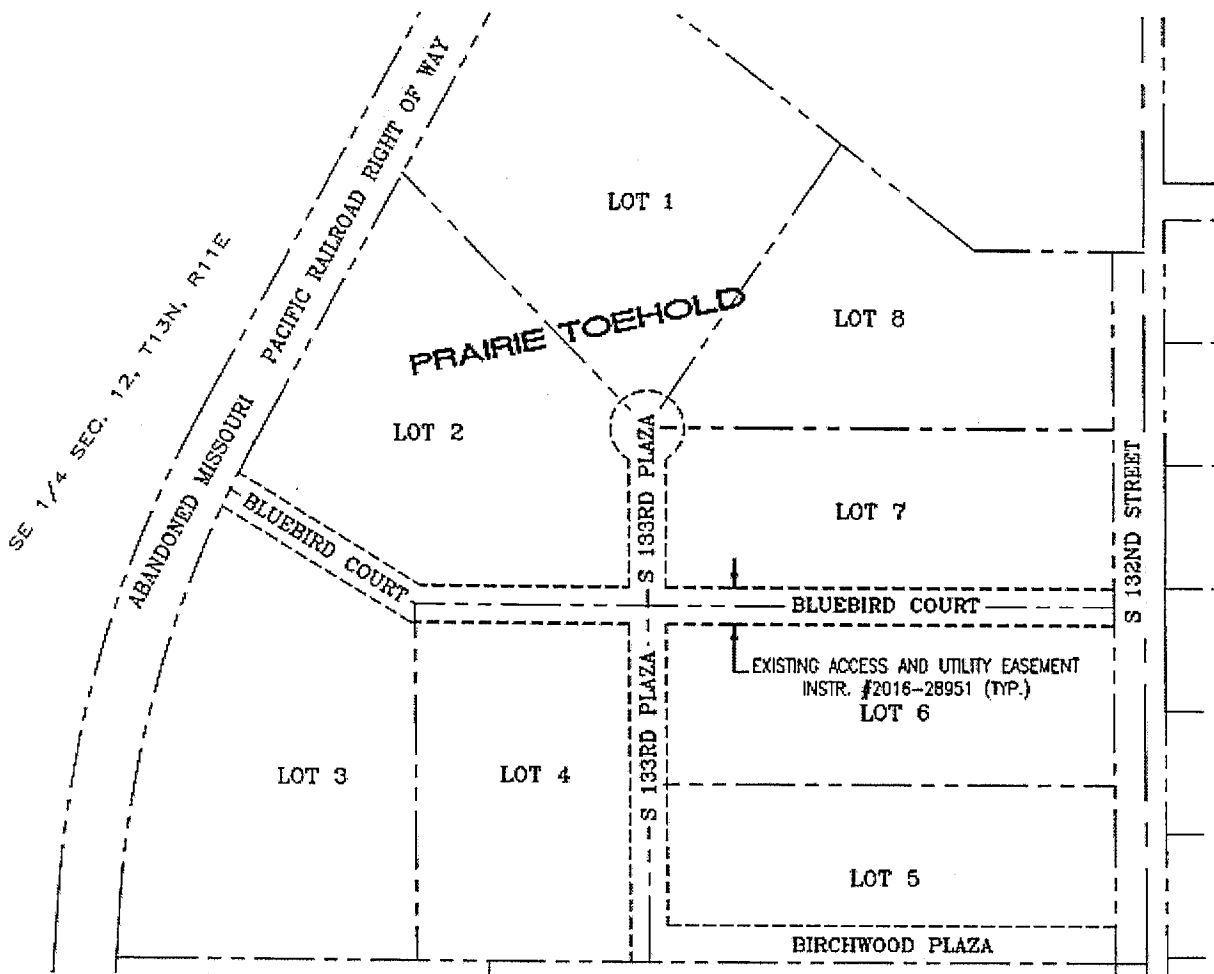 ABANDONED MISSOURI PACIFIC RAILROAD RIGHT OF WAY
SE 1/4 SEC. 12, T13N, R11E
LOT 1
PRAIRIE TOEHOLD
LOT 8
LOT 2
S 133RD PLAZA
LOT 7
S 132ND STREET
BLUEBIRD COURT
BLUEBIRD COURT
EXISTING ACCESS AND UTILITY EASEMENT
INSTR. #2016-28951 (TYP.)
LOT 6
S 133RD PLAZA
LOT 3
LOT 4
LOT 5
BIRCHWOOD PLAZA